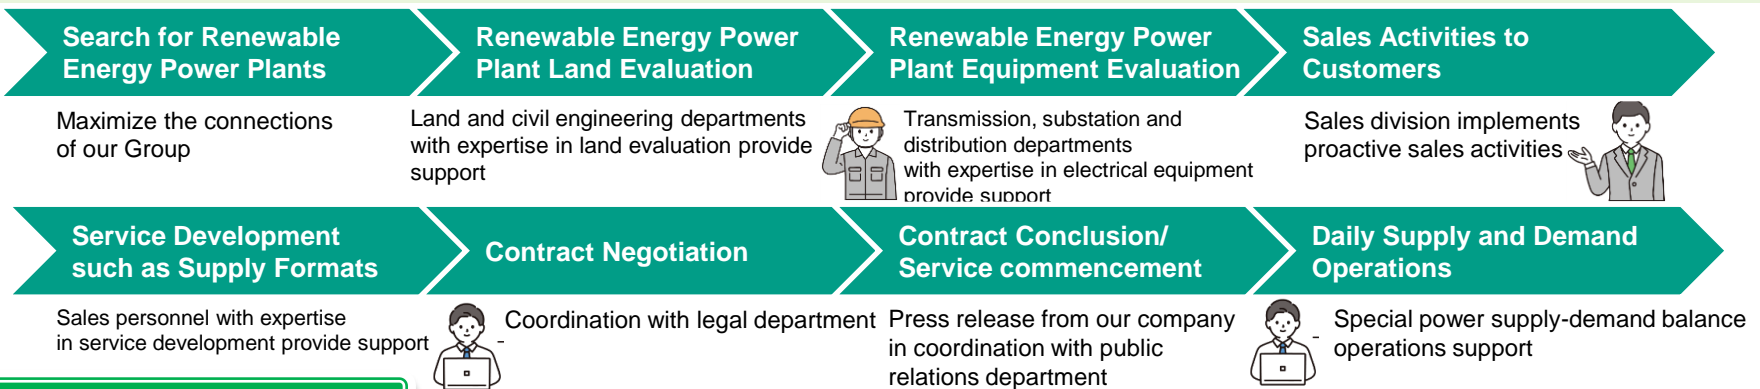 Search for Renewable
Energy Power Plants
Renewable Energy Power
Plant Land Evaluation
Renewable Energy Power
Plant Equipment Evaluation
Sales Activities to
Customers
Maximize the connections
of our Group
Land and civil engineering departments
with expertise in land evaluation provide
support
Transmission, substation and
distribution departments
with expertise in electrical equipment
provide support
Sales division implements
proactive sales activities
Service Development
such as Supply Formats
Contract Negotiation
Contract Conclusion/
Service commencement
Daily Supply and Demand
Operations
Sales personnel with expertise
in service development provide support
Coordination with legal department
Press release from our company
in coordination with public
relations department
Special power supply-demand balance
operations support